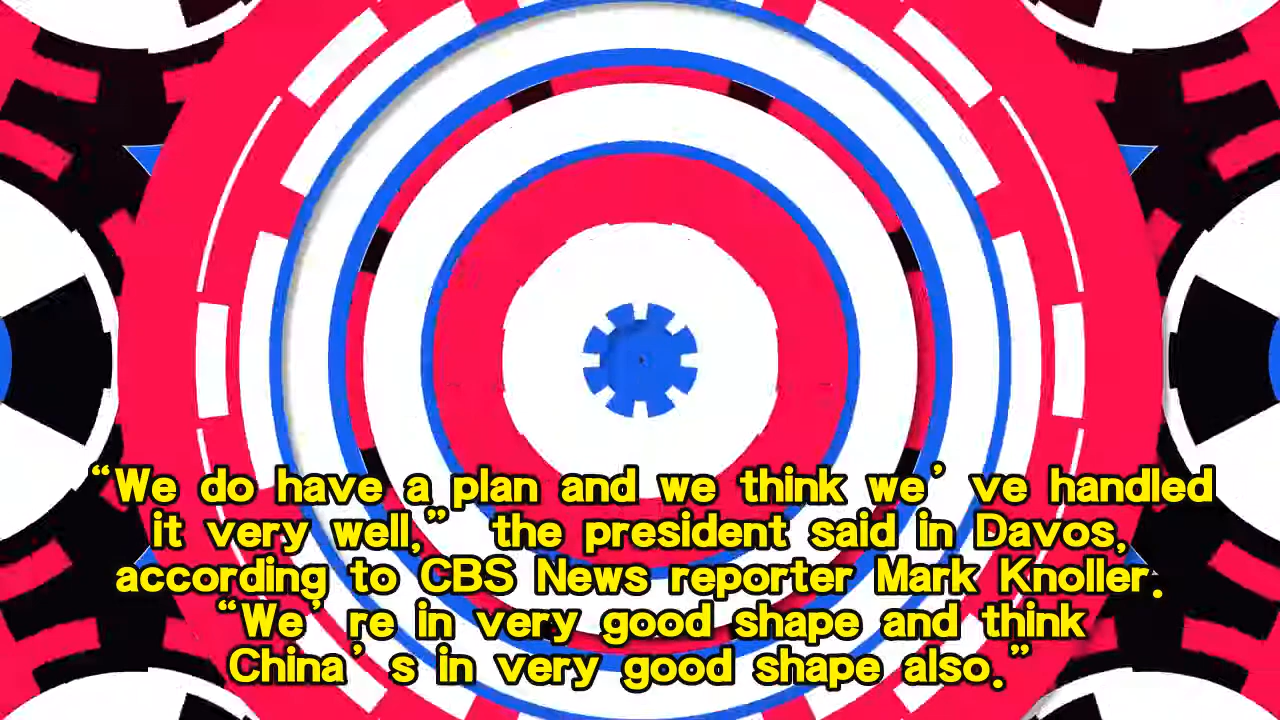 “We do have a plan and we think we’ve handled
it very well,” the president said in Davos,
according to CBS News reporter Mark Knoller.
“We’re in very good shape and think
China’s in very good shape also.”